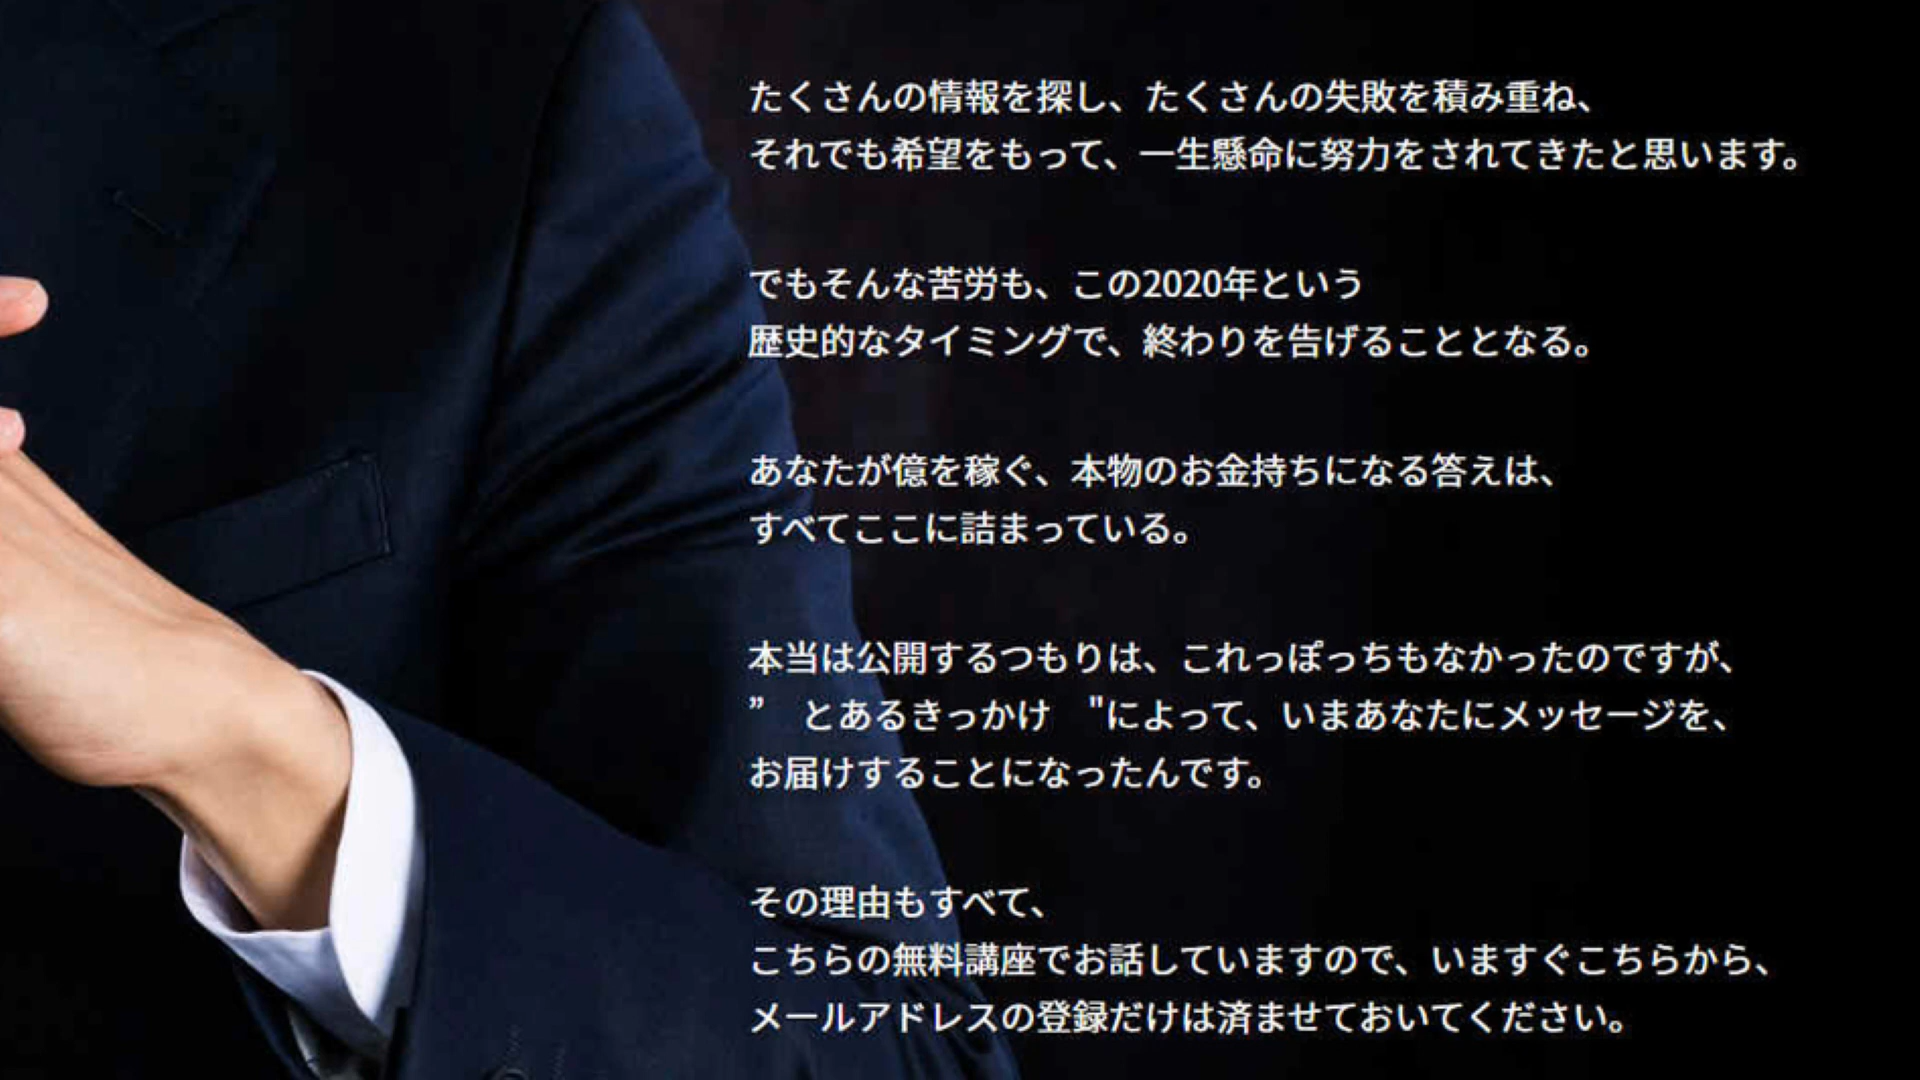 たくさんの情報を探し、たくさんの失敗を積み重ね、
それでも希望をもって、一生懸命に努力をされてきたと思います。
でもそんな苦労も、この2020年という
歴史的なタイミングで、終わりを告げることとなる。
あなたが億を稼ぐ、本物のお金持ちになる答えは、
すべてここに詰まっている。
本当は公開するつもりは、これっぽっちもなかったのですが、
”　とあるきっかけ　"によって、いまあなたにメッセージを、
お届けすることになったんです。
その理由もすべて、
こちらの無料講座でお話していますので、いますぐこちらから、
メールアドレスの登録だけは済ませておいてください。